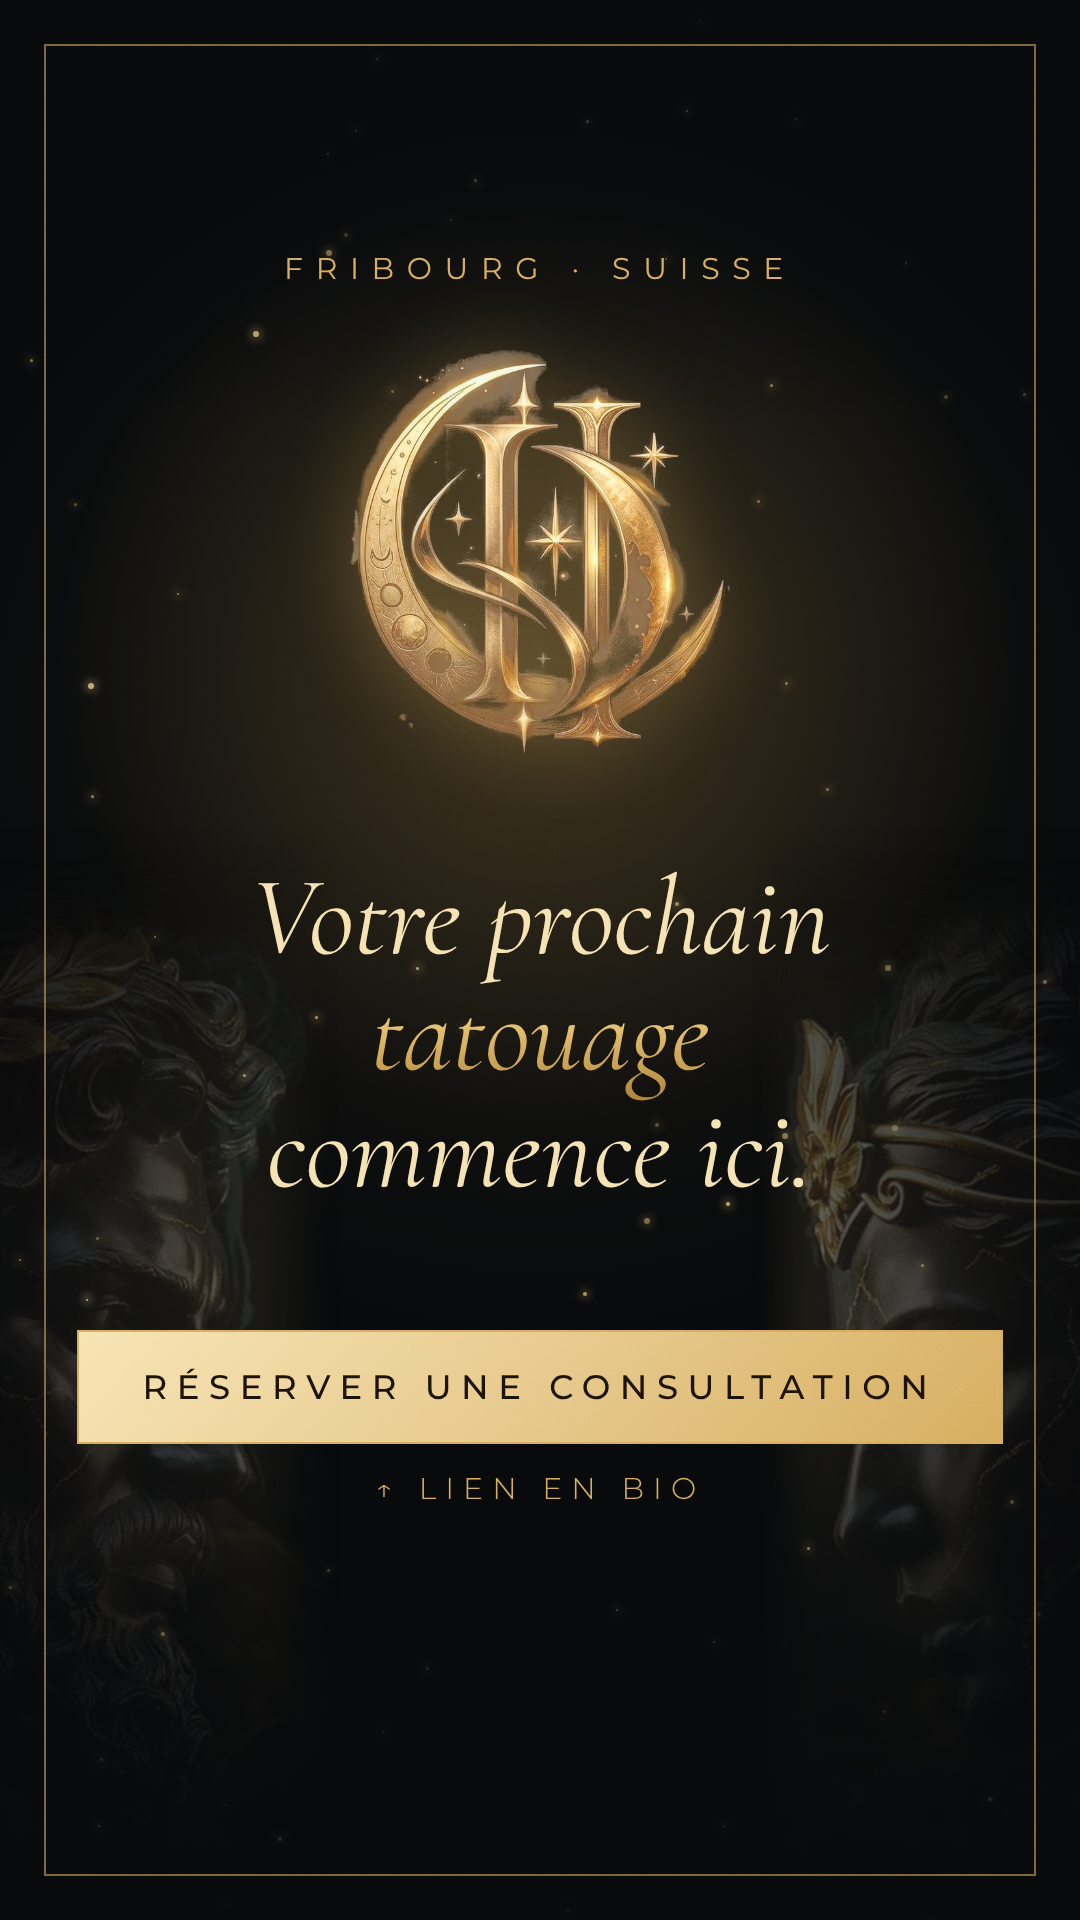 FRIBOURG · SUISSE
Votre prochain
tatouage
commence ici.
RÉSERVER UNE CONSULTATION
↑ LIEN EN BIO